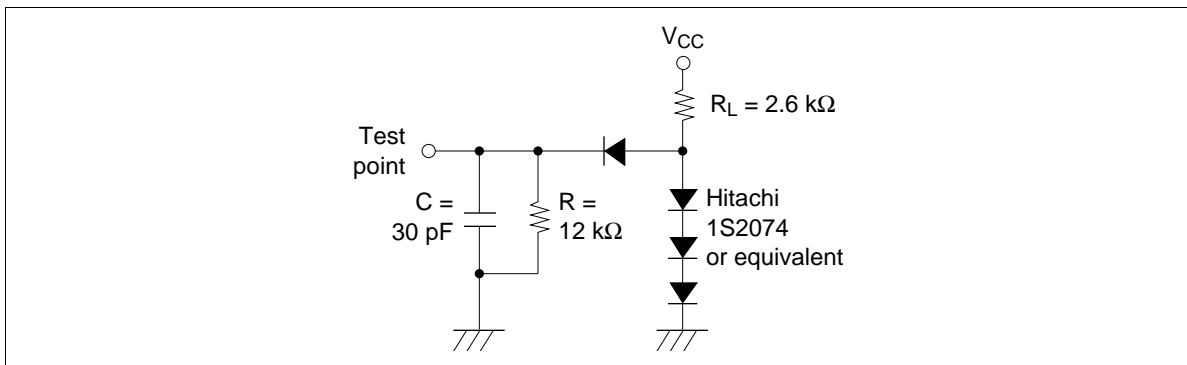 VCC
RL = 2.6 kΩ
Test
point
C =
30 pF
R =
12 kΩ
Hitachi
1S2074
or equivalent